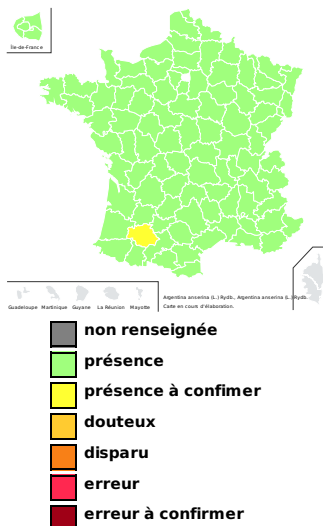 Île-de-France
Guadeloupe Martinique Guyane La Réunion Mayotte
Argentina anserina (L.) Rydb., Argentina anserina (L.) Rydb.
Carte en cours d'élaboration.
non renseignée
présence
présence à confimer
douteux
disparu
erreur
erreur à confirmer